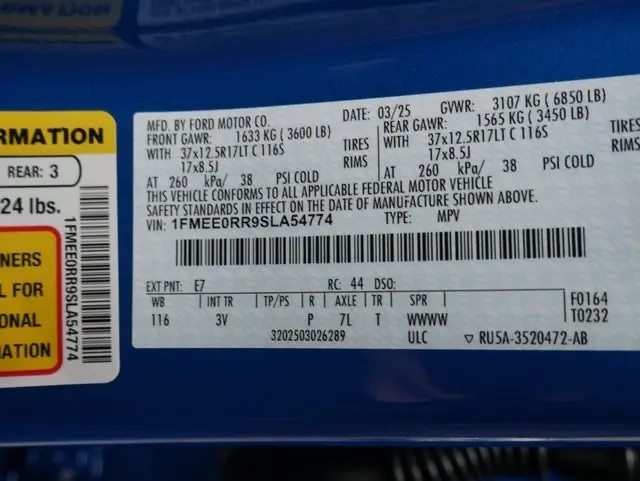 RMATION
REAR: 3
24 lbs.
NERS
L FOR
ONAL
ATION
1FMEE0RR9SLA54774
MFD. BY FORD MOTOR CO.
DATE: 03/25 GVWR: 3107 KG ( 6850 LB)
FRONT GAWR: 1633 KG ( 3600 LB) REAR GAWR: 1565 KG ( 3450 LB)
WITH 37x12.5R17LT C 116S TIRES WITH 37x12.5R17LT C 116S TIRES
17x8.5J RIMS 17x8.5J RIMS
AT 260 kPa/ 38 PSI COLD AT 260 kPa/ 38 PSI COLD
THIS VEHICLE CONFORMS TO ALL APPLICABLE FEDERAL MOTOR VEHICLE
SAFETY STANDARDS IN EFFECT ON THE DATE OF MANUFACTURE SHOWN ABOVE.
VIN: 1FMEE0RR9SLA54774 TYPE: MPV
EXT PNT: E7 RC: 44 DSO:
WB INT TR TP/PS R AXLE TR SPR F0164
116 3V P 7L T WWWW T0232
3202503026289 ULC ▽ RU5A-3520472-AB